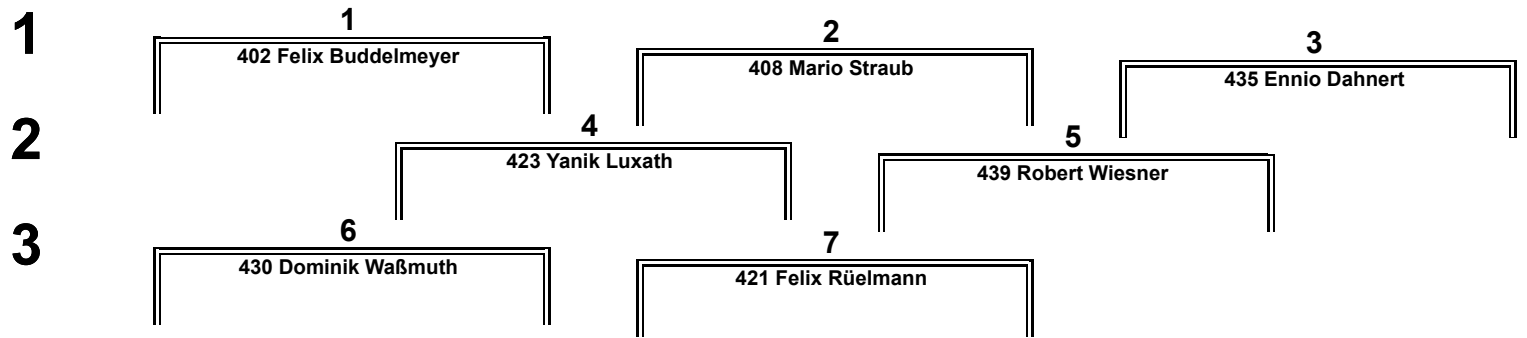 1
1
402 Felix Buddelmeyer
2
408 Mario Straub
3
435 Ennio Dahnert
2
4
423 Yanik Luxath
5
439 Robert Wiesner
3
6
430 Dominik Waßmuth
7
421 Felix Rüelmann